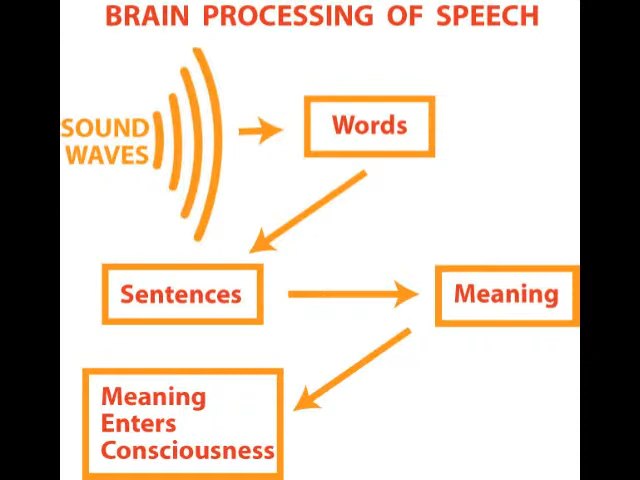 BRAIN PROCESSING OF SPEECH
SOUND
WAVES
Words
Sentences
Meaning
Meaning
Enters
Consciousness